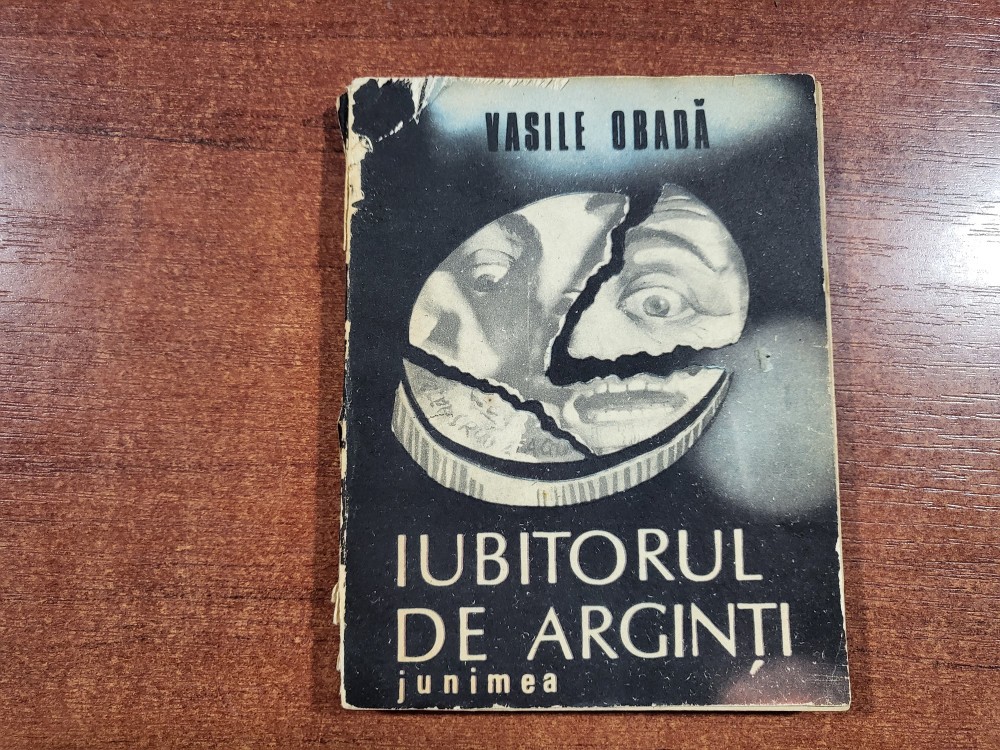 VASILE OBADĂ
IUBITORUL
DE ARGINȚI
junimea